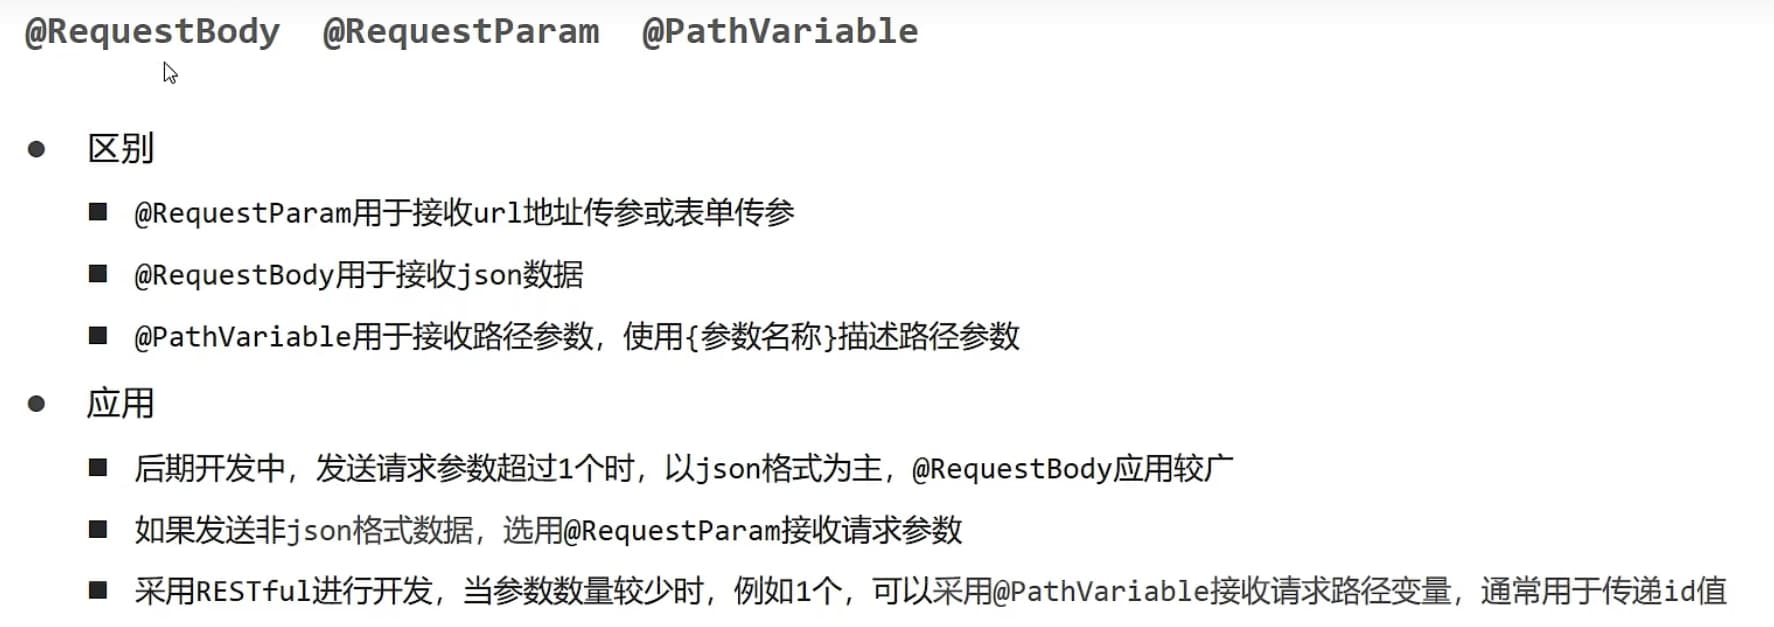 @RequestBody @RequestParam @PathVariable
区别
@RequestParam用于接收url地址传参或表单传参
@RequestBody用于接收json数据
@PathVariable用于接收路径参数，使用{参数名称}描述路径参数
应用
后期开发中，发送请求参数超过1个时，以json格式为主，@RequestBody应用较广
如果发送非json格式数据，选用@RequestParam接收请求参数
采用RESTful进行开发，当参数数量较少时，例如1个，可以采用@PathVariable接收请求路径变量，通常用于传递id值